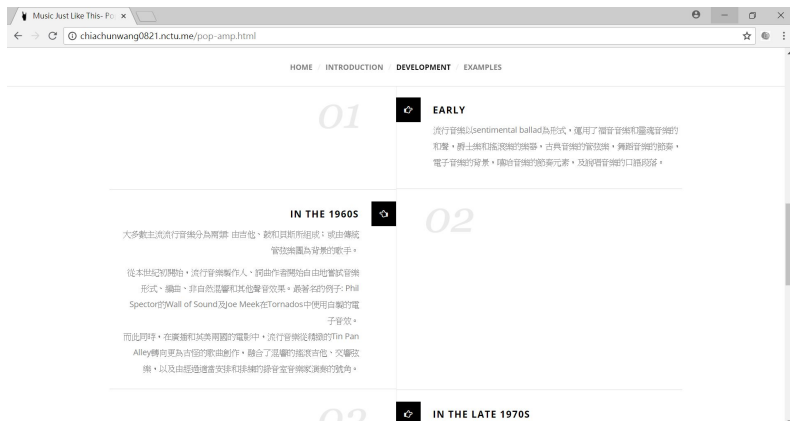 Music Just Like This- Po
chiachunwang0821.nctu.me/pop-amp.html
HOME / INTRODUCTION / DEVELOPMENT / EXAMPLES
01
EARLY
流行音樂以sentimental ballad為形式，運用了福音音樂和靈魂音樂的
和聲，爵士樂和搖滾樂的樂器，古典音樂的管弦樂，舞蹈音樂的節奏，
電子音樂的背景，嘻哈音樂的節奏元素，及說唱音樂的口語段落。
IN THE 1960S
大多數主流流行音樂分為兩類: 由吉他、鼓和貝斯所組成；或由傳統
管弦樂團為背景的歌手。
從本世紀初開始，流行音樂製作人、詞曲作者開始自由地嘗試音樂
形式、編曲、非自然混響和其他聲音效果。最著名的例子: Phil
Spector的Wall of Sound及Joe Meek在Tornados中使用自製的電
子音效。
而此同時，在廣播和英美兩國的電影中，流行音樂從精緻的Tin Pan
Alley轉向更為古怪的歌曲創作，融合了混響的搖滾吉他、交響弦
樂，以及由經過適當安排和排練的錄音室音樂家演奏的號角。
02
03
IN THE LATE 1970S